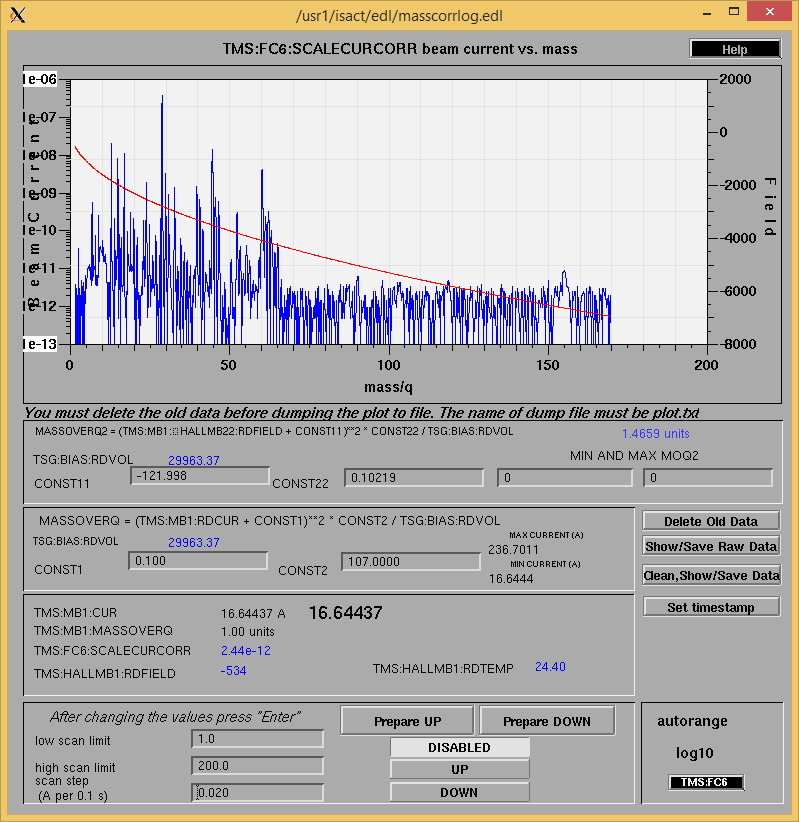 /usr1/isact/edl/masscorrlog.edl
TMS:FC6:SCALECURCORR beam current vs. mass
Help
1e-06
e-07
e-08
e-09
e-10
e-11
e-12
1e-13
Beam Current
2000
0
-2000
-4000
-6000
-8000
Field
0 50 100 150 200
mass/q
You must delete the old data before dumping the plot to file. The name of dump file must be plot.txt
MASSOVERQ2 = (TMS:MB1:HALLMB22:RDFIELD + CONST11)**2 * CONST22 / TSG:BIAS:RDVOL
1.4659 units
TSG:BIAS:RDVOL 29963.37
MIN AND MAX MOQ2
CONST11 -121.998 CONST22 0.10219 0 0
MASSOVERQ = (TMS:MB1:RDCUR + CONST1)**2 * CONST2 / TSG:BIAS:RDVOL
TSG:BIAS:RDVOL 29963.37
MAX CURRENT (A)
236.7011
CONST1 0.100 CONST2 107.0000
MIN CURRENT (A)
16.6444
Delete Old Data
Show/Save Raw Data
Clean,Show/Save Data
Set timestamp
TMS:MB1:CUR 16.64437 A 16.64437
TMS:MB1:MASSOVERQ 1.00 units
TMS:FC6:SCALECURCORR 2.44e-12
TMS:HALLMB1:RDFIELD -534
TMS:HALLMB1:RDTEMP 24.40
After changing the values press "Enter"
low scan limit 1.0
high scan limit 200.0
scan step
(A per 0.1 s) 0.020
Prepare UP
Prepare DOWN
DISABLED
UP
DOWN
autorange
log10
TMS:FC6